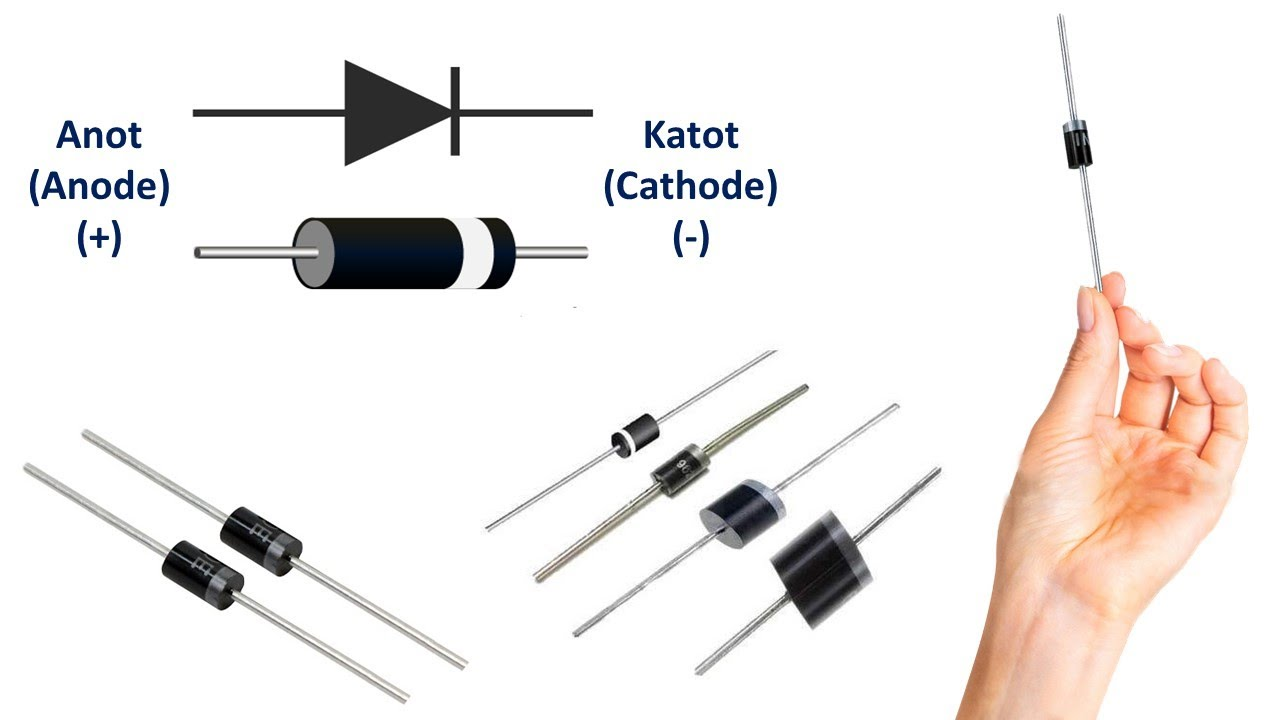 Anot
(Anode)
(+)
Katot
(Cathode)
(-)